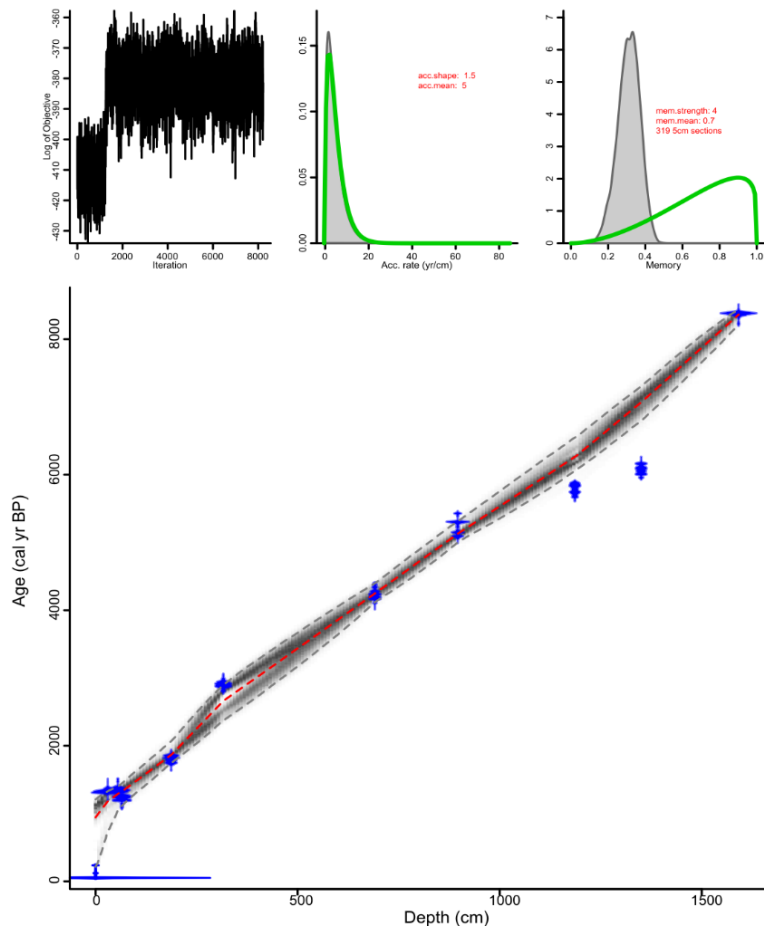 -360
-370
-380
-390
-400
-410
-420
-430
Log of Objective
0 2000 4000 6000 8000
Iteration
0.15
0.10
0.05
0.00
acc.shape: 1.5
acc.mean: 5
0 20 40 60 80
Acc. rate (yr/cm)
7
6
5
4
3
2
1
0
mem.strength: 4
mem.mean: 0.7
319 5cm sections
0.0 0.2 0.4 0.6 0.8 1.0
Memory
8000
6000
4000
2000
0
Age (cal yr BP)
0 500 1000 1500
Depth (cm)